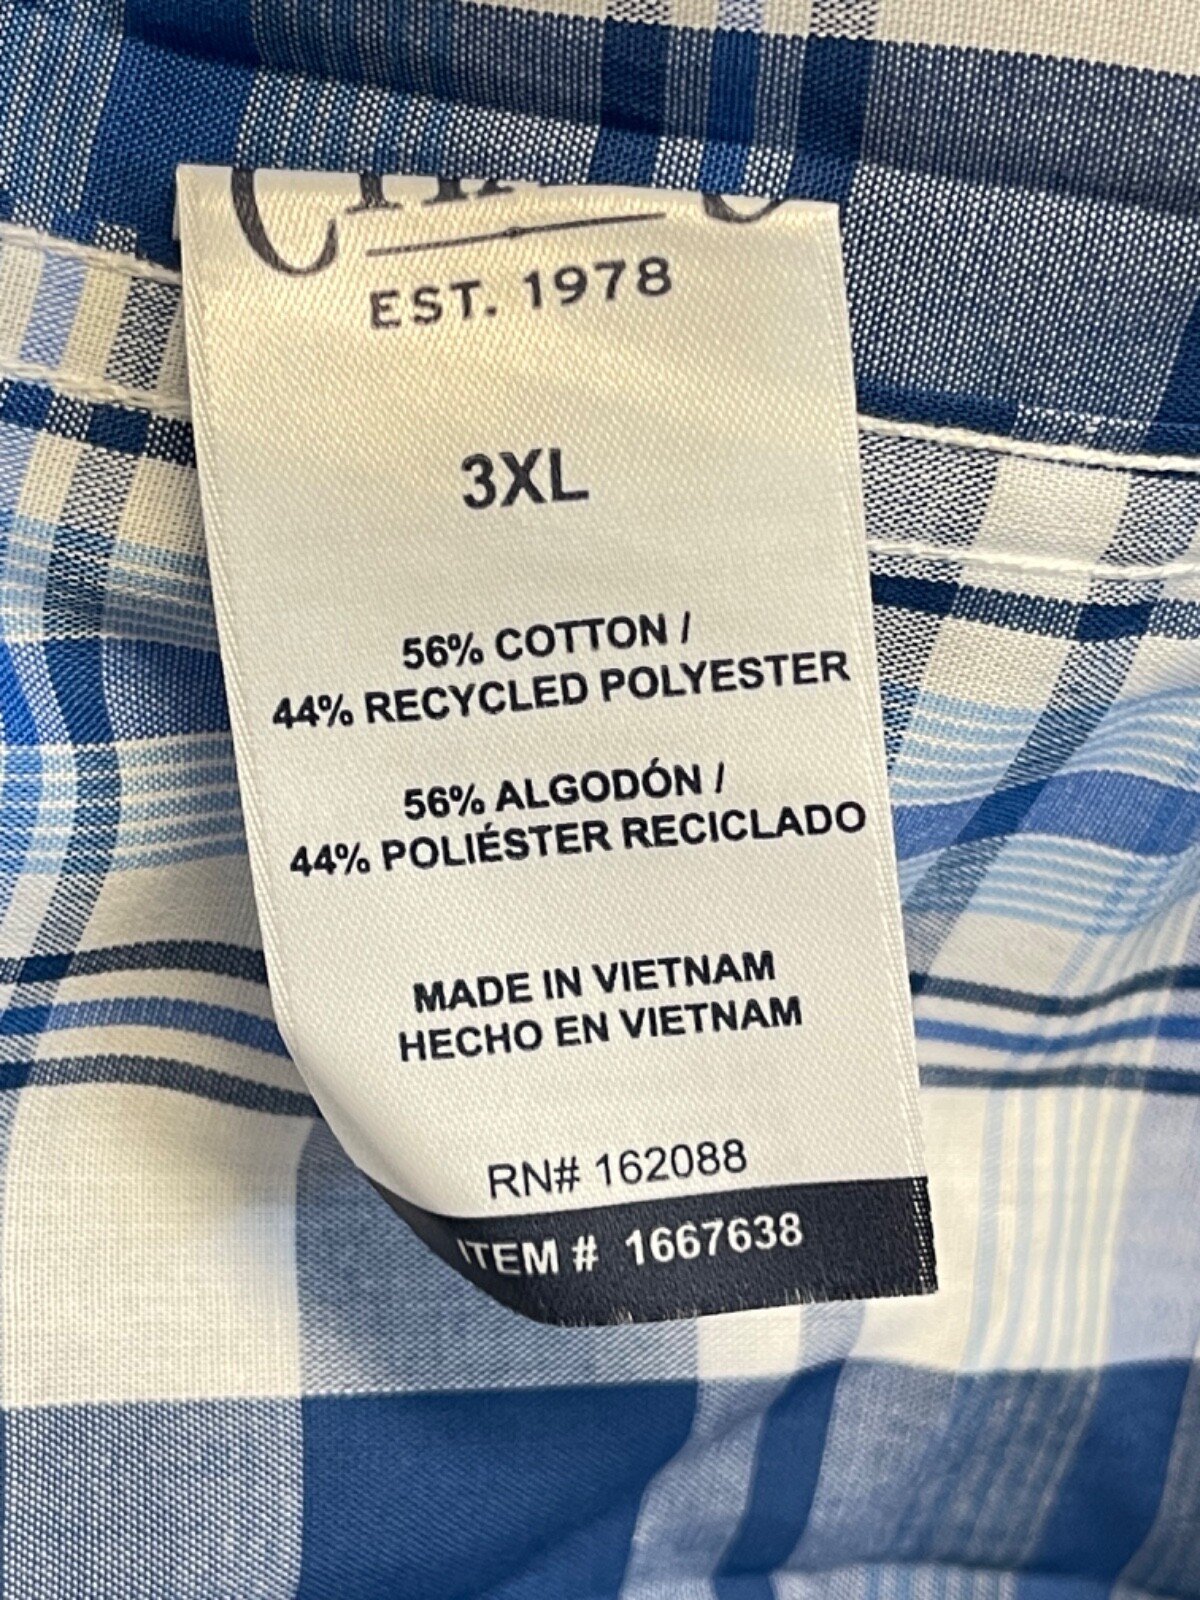 EST. 1978
3XL
56% COTTON /
44% RECYCLED POLYESTER
56% ALGODÓN /
44% POLIÉSTER RECICLADO
MADE IN VIETNAM
HECHO EN VIETNAM
RN# 162088
ITEM # 1667638